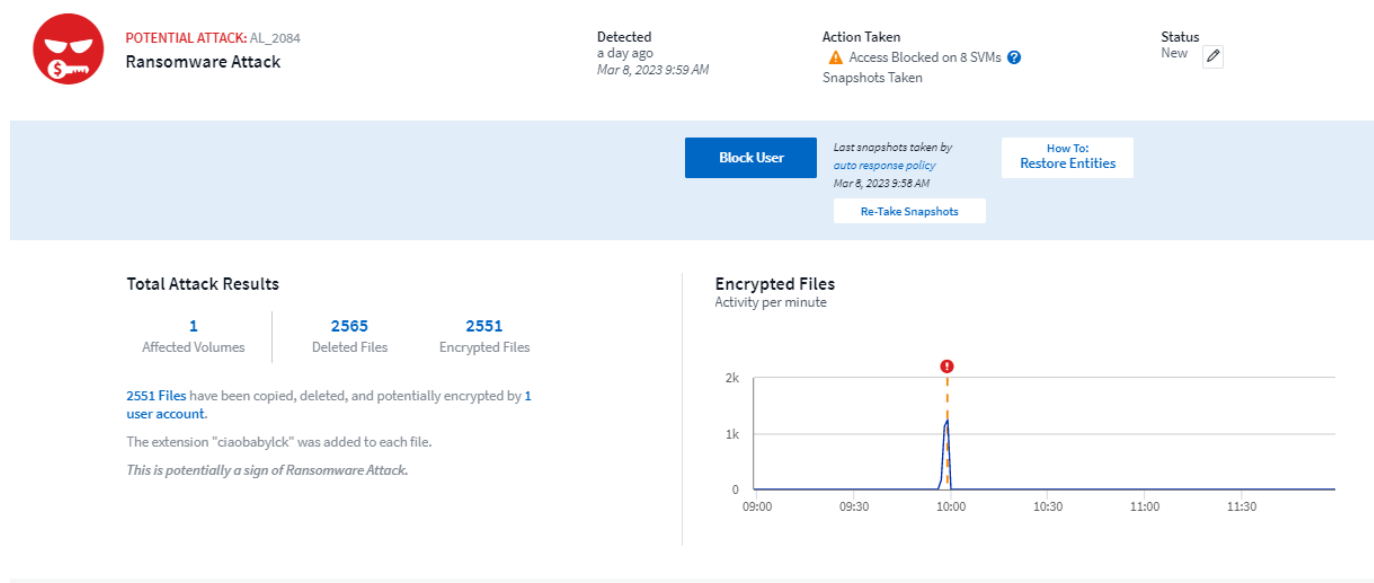 POTENTIAL ATTACK: AL_2084
Ransomware Attack
Detected
a day ago
Mar 8, 2023 9:59 AM
Action Taken
Access Blocked on 8 SVMs ?
Snapshots Taken
Status
New
$
Block User
Last snapshots taken by
auto response policy
Mar 8, 2023 9:58 AM
Re-Take Snapshots
How To:
Restore Entities
Total Attack Results
1
Affected Volumes
2565
Deleted Files
2551
Encrypted Files
2551 Files have been copied, deleted, and potentially encrypted by 1
user account.
The extension "ciaobabylck" was added to each file.
This is potentially a sign of Ransomware Attack.
Encrypted Files
Activity per minute
2k
1k
0
09:00 09:30 10:00 10:30 11:00 11:30